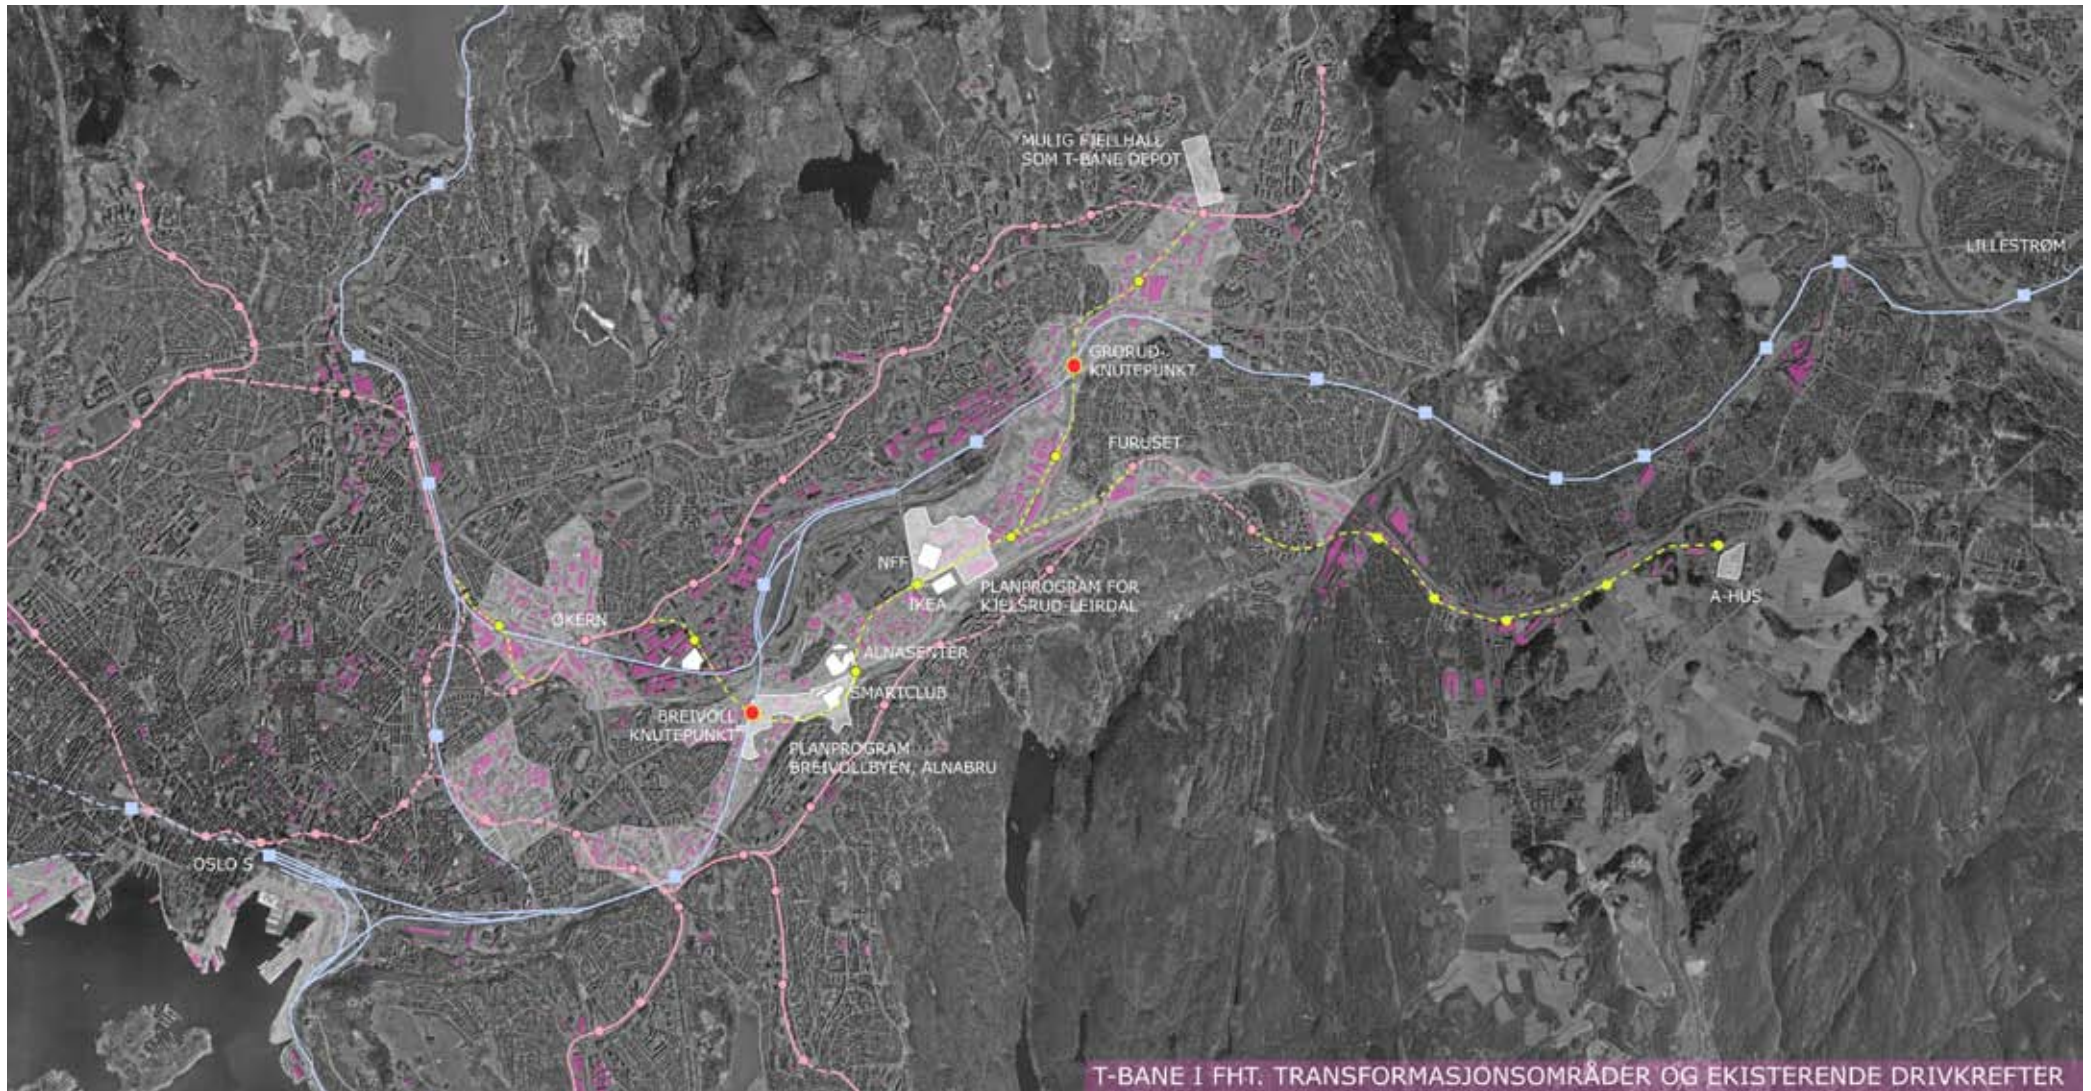 MULIG FJELLHALL
SOM T-BANE DEPOT
LILLESTRØM
GRORUD-
KNUTEPUNKT
FURUSET
NFF
IKEA
PLANPROGRAM FOR
KJELSRUD-LEIRDAL
A-HUS
ØKERN
ALNASENTER
SMARTCLUB
BREIVOLL
KNUTEPUNKT
PLANPROGRAM
BREIVOLLBYEN, ALNABRU
OSLO S
T-BANE I FHT. TRANSFORMASJONSOMRÅDER OG EKISTERENDE DRIVKREFTER